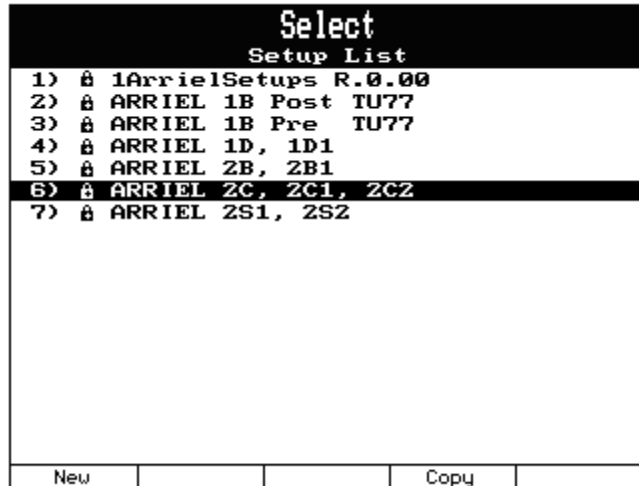 Select
Setup List
1) 1ArrielSetups R.0.00
2) ARRIEL 1B Post TU77
3) ARRIEL 1B Pre TU77
4) ARRIEL 1D, 1D1
5) ARRIEL 2B, 2B1
6) ARRIEL 2C, 2C1, 2C2
7) ARRIEL 2S1, 2S2
New Copy